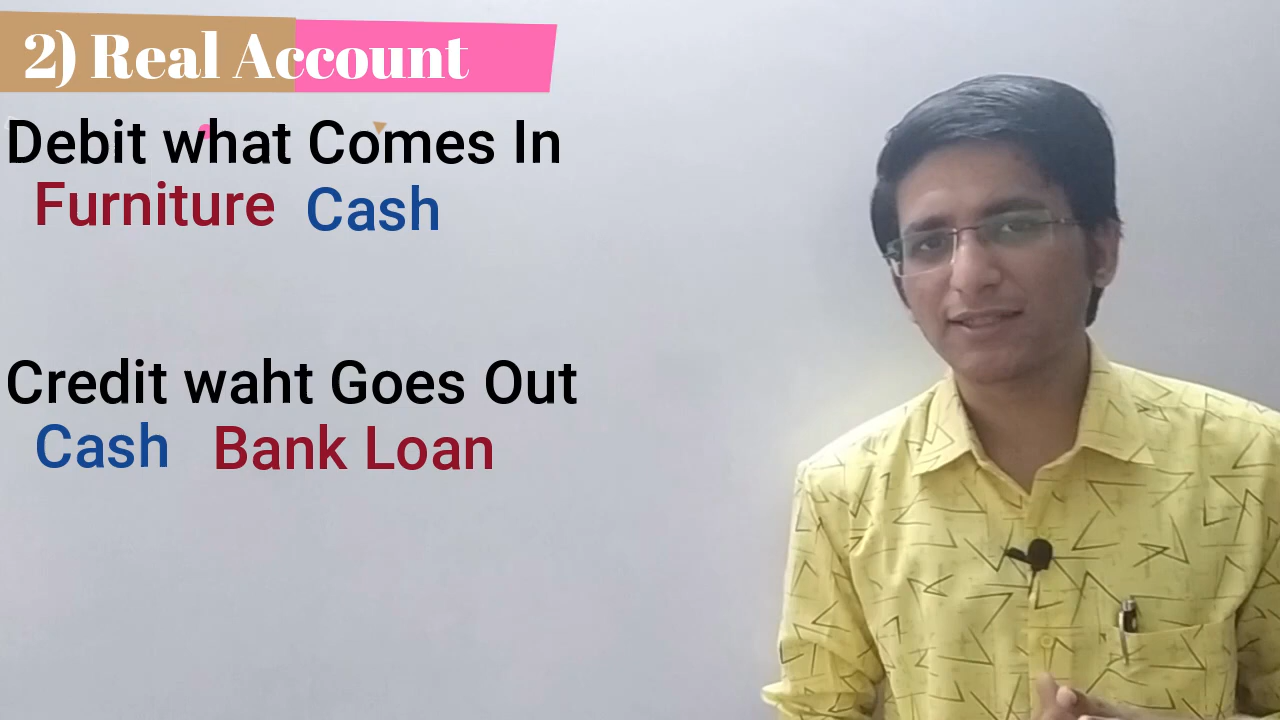 2) Real Account
Debit what Comes In
Furniture Cash
Credit waht Goes Out
Cash Bank Loan